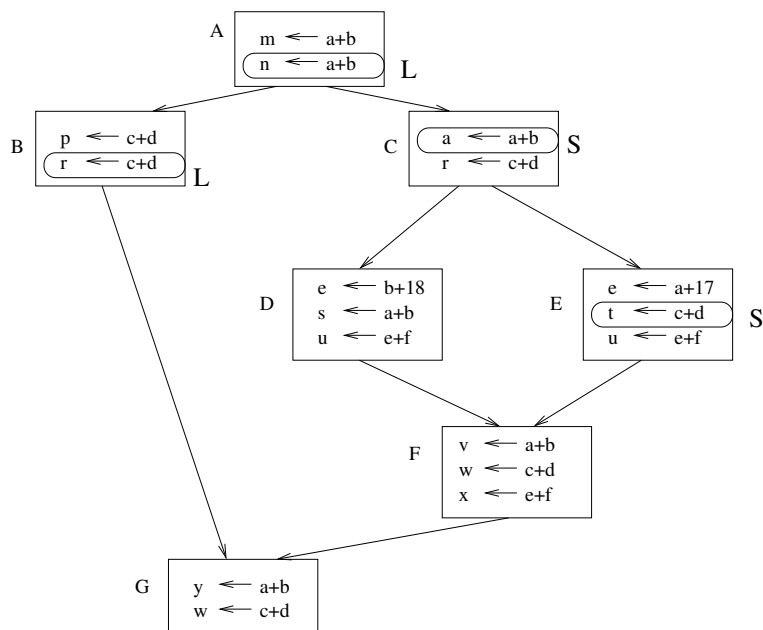 A
m ← a+b
n ← a+b
L
B
p ← c+d
r ← c+d
L
C
a ← a+b
S
r ← c+d
D
e ← b+18
s ← a+b
u ← e+f
E
e ← a+17
t ← c+d
S
u ← e+f
F
v ← a+b
w ← c+d
x ← e+f
G
y ← a+b
w ← c+d